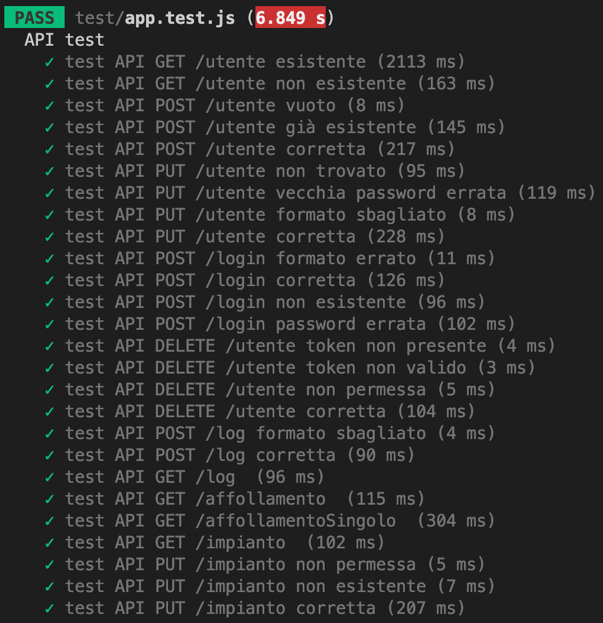 PASS test/app.test.js (6.849 s)
API test
✓ test API GET /utente esistente (2113 ms)
✓ test API GET /utente non esistente (163 ms)
✓ test API POST /utente vuoto (8 ms)
✓ test API POST /utente già esistente (145 ms)
✓ test API POST /utente corretta (217 ms)
✓ test API PUT /utente non trovato (95 ms)
✓ test API PUT /utente vecchia password errata (119 ms)
✓ test API PUT /utente formato sbagliato (8 ms)
✓ test API PUT /utente corretta (228 ms)
✓ test API POST /login formato errato (11 ms)
✓ test API POST /login corretta (126 ms)
✓ test API POST /login non esistente (96 ms)
✓ test API POST /login password errata (102 ms)
✓ test API DELETE /utente token non presente (4 ms)
✓ test API DELETE /utente token non valido (3 ms)
✓ test API DELETE /utente non permessa (5 ms)
✓ test API DELETE /utente corretta (104 ms)
✓ test API POST /log formato sbagliato (4 ms)
✓ test API POST /log corretta (90 ms)
✓ test API GET /log  (96 ms)
✓ test API GET /affollamento  (115 ms)
✓ test API GET /affollamentoSingolo  (304 ms)
✓ test API GET /impianto  (102 ms)
✓ test API PUT /impianto non permessa (5 ms)
✓ test API PUT /impianto non esistente (7 ms)
✓ test API PUT /impianto corretta (207 ms)